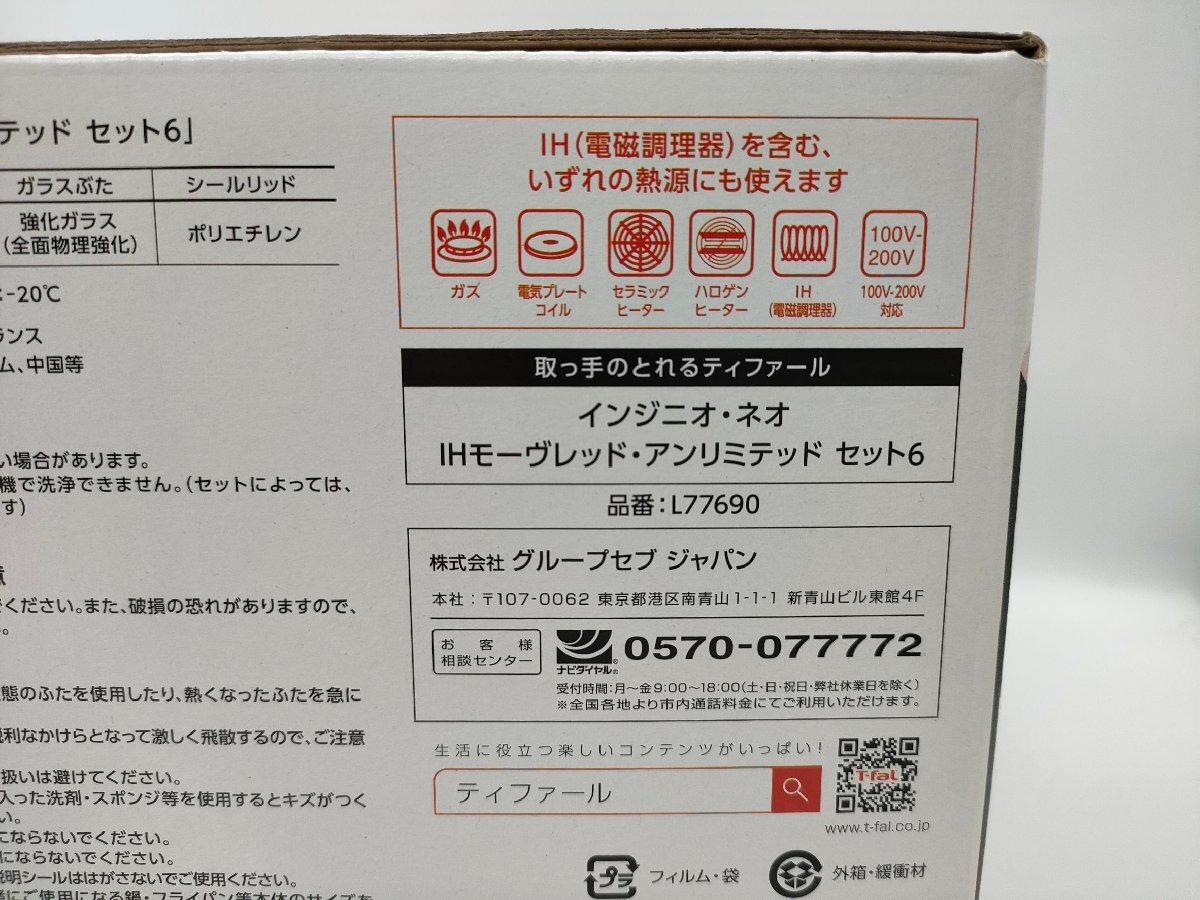 テッド セット6」
ガラスぶた
シールリッド
強化ガラス
(全面物理強化)
ポリエチレン
-20℃
ランス
ム、中国等
い場合があります。
機で洗浄できません。(セットによっては、
す)
ください。また、破損の恐れがありますので、
態のふたを使用したり、熱くなったふたを急に
利なかけらとなって激しく飛散するので、ご注意
扱いは避けてください。
入った洗剤・スポンジ等を使用するとキズがつく
い。
にならないでください。
にならないでください。
説明シールははがさないでご使用ください。
にご使用になる鍋・フライパン等本体のサイズを
IH(電磁調理器)を含む、
いずれの熱源にも使えます
100V-
200V
ガス
電気プレート
コイル
セラミック
ヒーター
ハロゲン
ヒーター
IH
(電磁調理器)
100V-200V
対応
取っ手のとれるティファール
インジニオ・ネオ
IHモーヴレッド・アンリミテッド セット6
品番:L77690
株式会社 グループセブ ジャパン
本社:〒107-0062 東京都港区南青山1-1-1 新青山ビル東館4F
お客様
相談センター
ナビダイヤル®
0570-077772
受付時間:月〜金9:00〜18:00(土・日・祝日・弊社休業日を除く)
※全国各地より市内通話料金にてご利用いただけます。
生活に役立つ楽しいコンテンツがいっぱい!
ティファール
T-fal
www.t-fal.co.jp
プラ
フィルム・袋
外箱・緩衝材